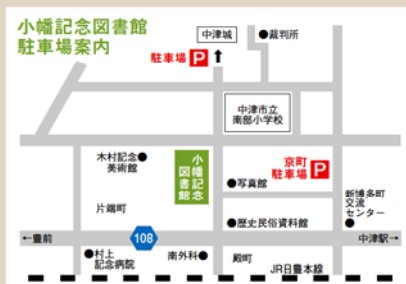 小幡記念図書館
駐車場案内
中津城
●裁判所
駐車場 P
中津市立
南部小学校
木村記念●
美術館
小幡記念
図書館
京町
駐車場 P
●写真館
片端町
新博多町
交流
センター
●
●歴史民俗資料館
←豊前
108
中津駅→
●村上
記念病院
南外科●
殿町
JR日豊本線